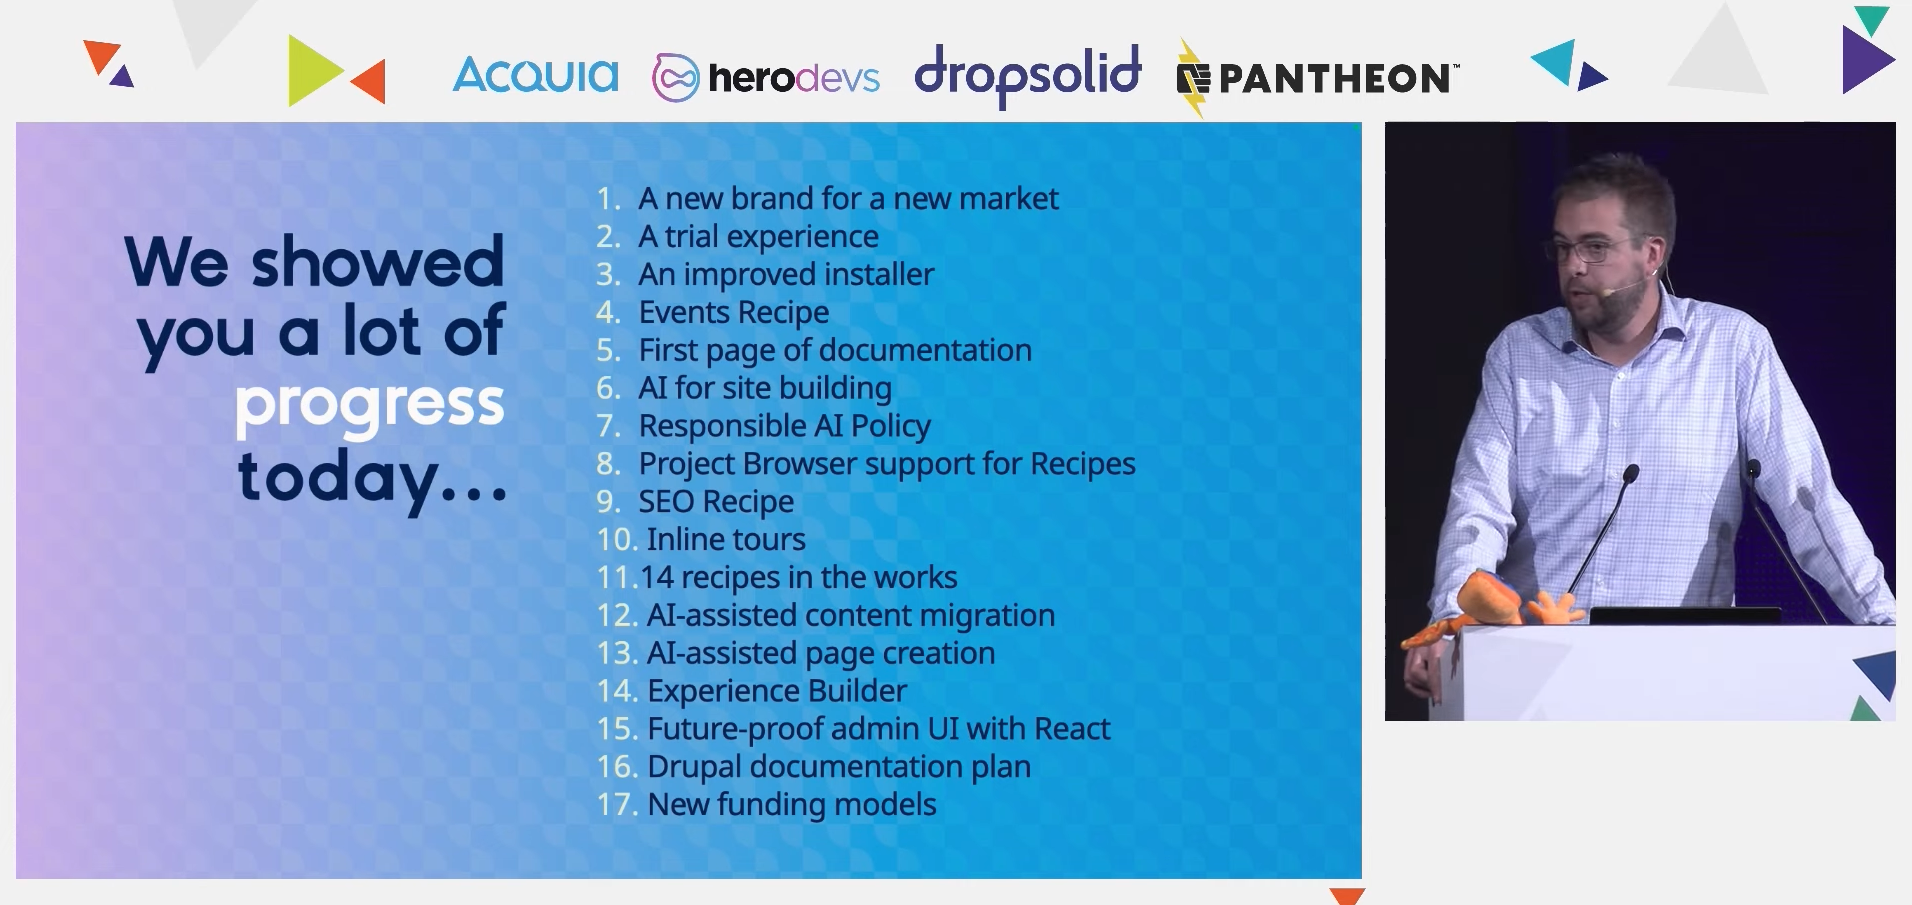 ACQUIA herodevs dropsolid PANTHEON™
We showed
you a lot of
progress
today...
1. A new brand for a new market
2. A trial experience
3. An improved installer
4. Events Recipe
5. First page of documentation
6. AI for site building
7. Responsible AI Policy
8. Project Browser support for Recipes
9. SEO Recipe
10. Inline tours
11.14 recipes in the works
12. AI-assisted content migration
13. AI-assisted page creation
14. Experience Builder
15. Future-proof admin UI with React
16. Drupal documentation plan
17. New funding models